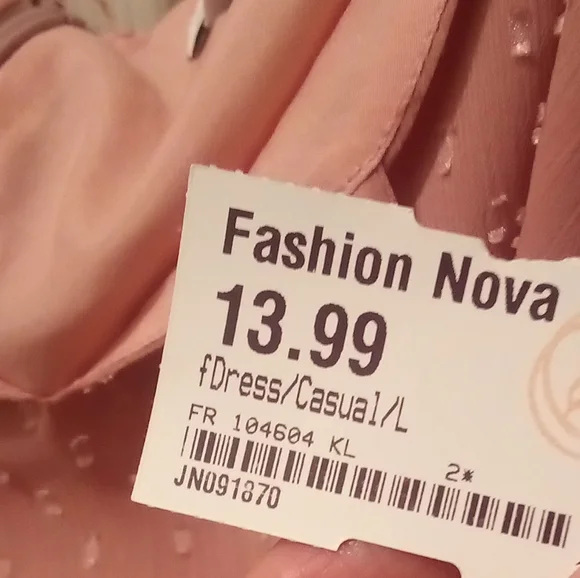 Fashion Nova
13.99
fDress/Casual/L
FR 104604 KL
2*
JN091870